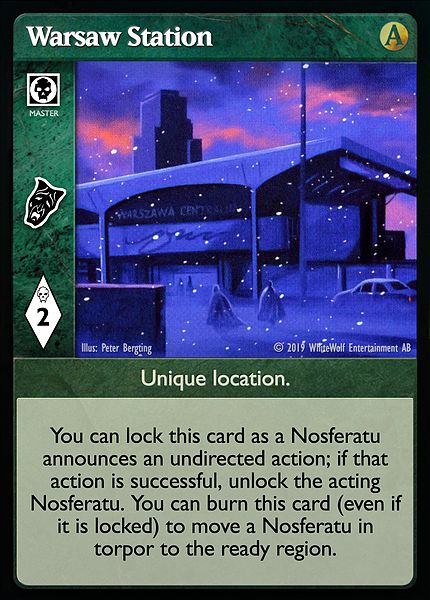 Warsaw Station
A
MASTER
WARSZAWA CENTRALNA
2
Illus: Peter Bergting
© 2019 WhiteWolf Entertainment AB
Unique location.
You can lock this card as a Nosferatu
announces an undirected action; if that
action is successful, unlock the acting
Nosferatu. You can burn this card (even if
it is locked) to move a Nosferatu in
torpor to the ready region.